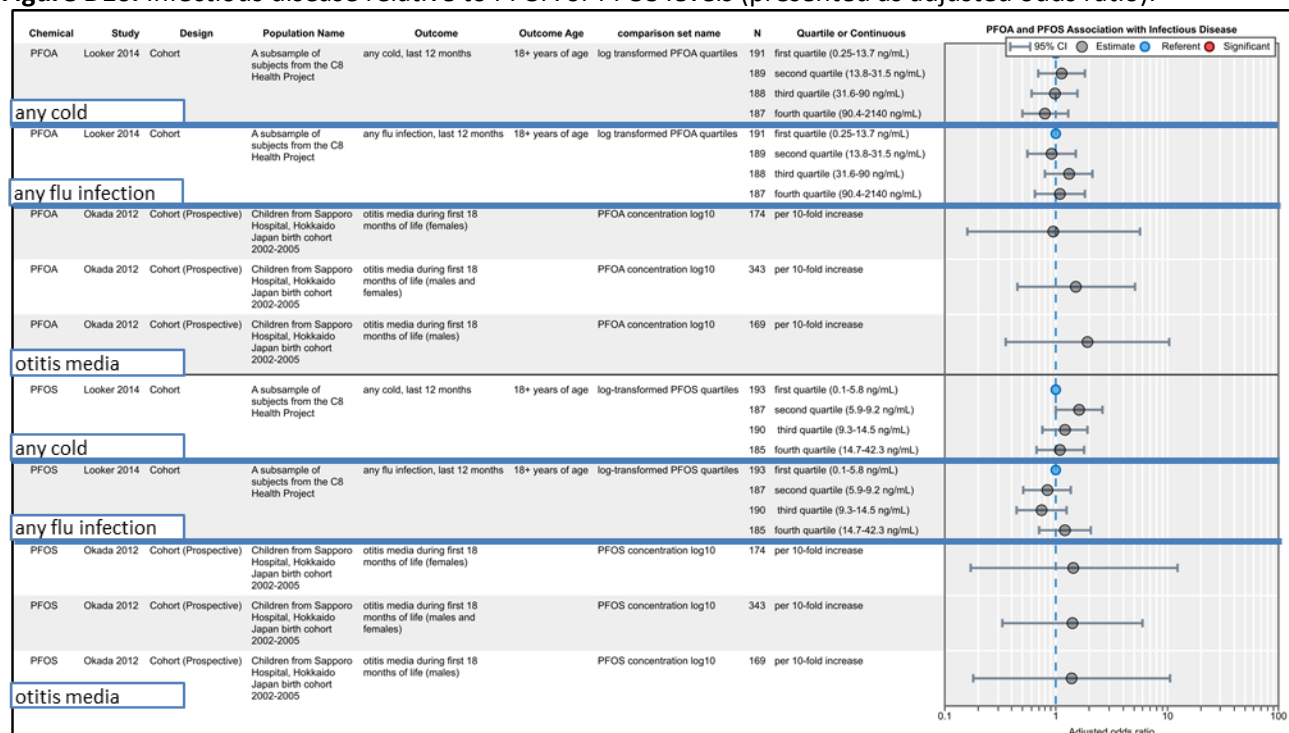 Infectious disease relative to PFOA or PFOS levels (presented as adjusted odds ratio).
Chemical Study Design Population Name Outcome Outcome Age comparison set name N Quartile or Continuous PFOA and PFOS Association with Infectious Disease
95% CI Estimate Referent Significant
PFOA Looker 2014 Cohort A subsample of any cold, last 12 months 18+ years of age log transformed PFOA quartiles 191 first quartile (0.25-13.7 ng/mL)
subjects from the C8
Health Project
189 second quartile (13.8-31.5 ng/mL)
188 third quartile (31.6-90 ng/mL)
187 fourth quartile (90.4-2140 ng/mL)
any cold
PFOA Looker 2014 Cohort A subsample of any flu infection, last 12 months 18+ years of age log transformed PFOA quartiles 191 first quartile (0.25-13.7 ng/mL)
subjects from the C8
Health Project
189 second quartile (13.8-31.5 ng/mL)
188 third quartile (31.6-90 ng/mL)
187 fourth quartile (90.4-2140 ng/mL)
any flu infection
PFOA Okada 2012 Cohort (Prospective) Children from Sapporo otitis media during first 18 PFOA concentration log10 174 per 10-fold increase
Hospital, Hokkaido months of life (females)
Japan birth cohort
2002-2005
PFOA Okada 2012 Cohort (Prospective) Children from Sapporo otitis media during first 18 PFOA concentration log10 343 per 10-fold increase
Hospital, Hokkaido months of life (males and
Japan birth cohort females)
2002-2005
PFOA Okada 2012 Cohort (Prospective) Children from Sapporo otitis media during first 18 PFOA concentration log10 169 per 10-fold increase
Hospital, Hokkaido months of life (males)
Japan birth cohort
2002-2005
otitis media
PFOS Looker 2014 Cohort A subsample of any cold, last 12 months 18+ years of age log-transformed PFOS quartiles 193 first quartile (0.1-5.8 ng/mL)
subjects from the C8
Health Project
187 second quartile (5.9-9.2 ng/mL)
190 third quartile (9.3-14.5 ng/mL)
185 fourth quartile (14.7-42.3 ng/mL)
any cold
PFOS Looker 2014 Cohort A subsample of any flu infection, last 12 months 18+ years of age log-transformed PFOS quartiles 193 first quartile (0.1-5.8 ng/mL)
subjects from the C8
Health Project
187 second quartile (5.9-9.2 ng/mL)
190 third quartile (9.3-14.5 ng/mL)
185 fourth quartile (14.7-42.3 ng/mL)
any flu infection
PFOS Okada 2012 Cohort (Prospective) Children from Sapporo otitis media during first 18 PFOS concentration log10 174 per 10-fold increase
Hospital, Hokkaido months of life (females)
Japan birth cohort
2002-2005
PFOS Okada 2012 Cohort (Prospective) Children from Sapporo otitis media during first 18 PFOS concentration log10 343 per 10-fold increase
Hospital, Hokkaido months of life (males and
Japan birth cohort females)
2002-2005
PFOS Okada 2012 Cohort (Prospective) Children from Sapporo otitis media during first 18 PFOS concentration log10 169 per 10-fold increase
Hospital, Hokkaido months of life (males)
Japan birth cohort
2002-2005
otitis media
0.1 1 10 100
Adjusted odds ratio